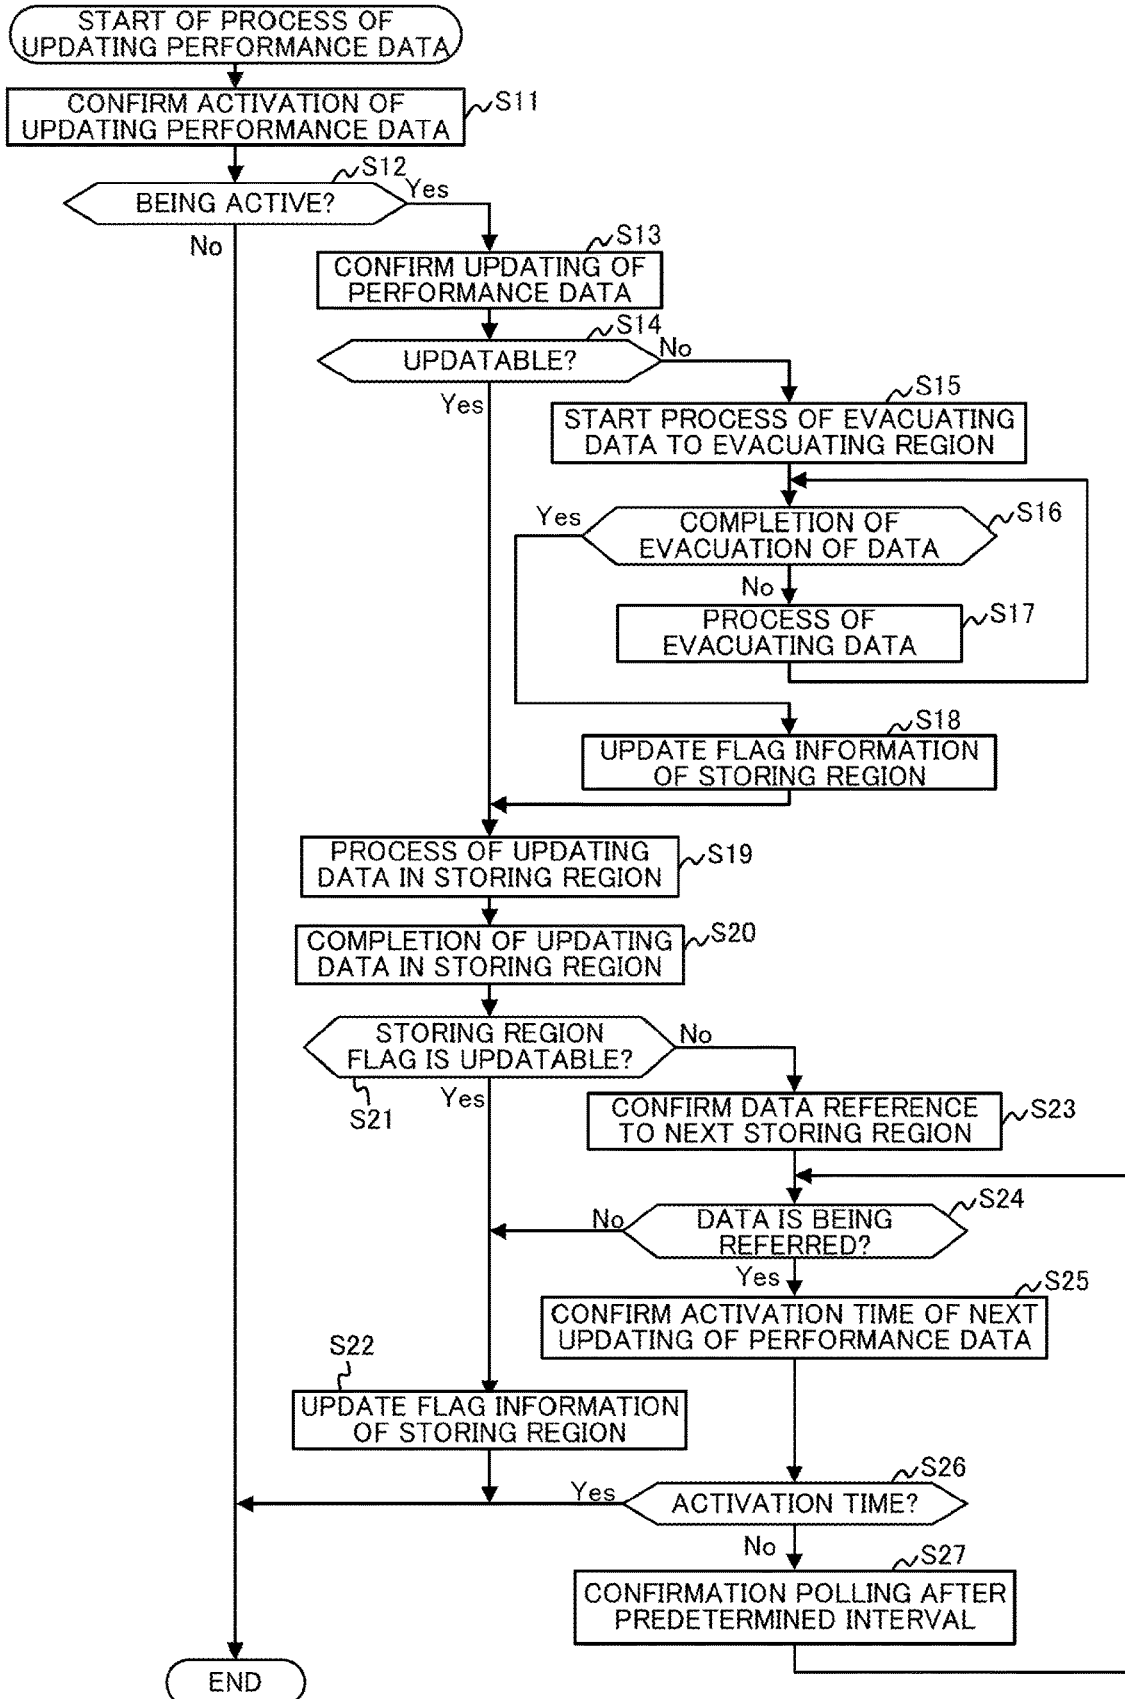 START OF PROCESS OF
UPDATING PERFORMANCE DATA
CONFIRM ACTIVATION OF
UPDATING PERFORMANCE DATA
S11
S12
BEING ACTIVE?
Yes
No
S13
CONFIRM UPDATING OF
PERFORMANCE DATA
S14
UPDATABLE?
No
Yes
S15
START PROCESS OF EVACUATING
DATA TO EVACUATING REGION
Yes
COMPLETION OF
EVACUATION OF DATA
S16
No
PROCESS OF
EVACUATING DATA
S17
S18
UPDATE FLAG INFORMATION
OF STORING REGION
PROCESS OF UPDATING
DATA IN STORING REGION
S19
COMPLETION OF UPDATING
DATA IN STORING REGION
S20
STORING REGION
FLAG IS UPDATABLE?
No
Yes
S21
CONFIRM DATA REFERENCE
TO NEXT STORING REGION
S23
S24
No
DATA IS BEING
REFERRED?
Yes
S25
CONFIRM ACTIVATION TIME OF NEXT
UPDATING OF PERFORMANCE DATA
S22
UPDATE FLAG INFORMATION
OF STORING REGION
S26
Yes
ACTIVATION TIME?
No
S27
CONFIRMATION POLLING AFTER
PREDETERMINED INTERVAL
END